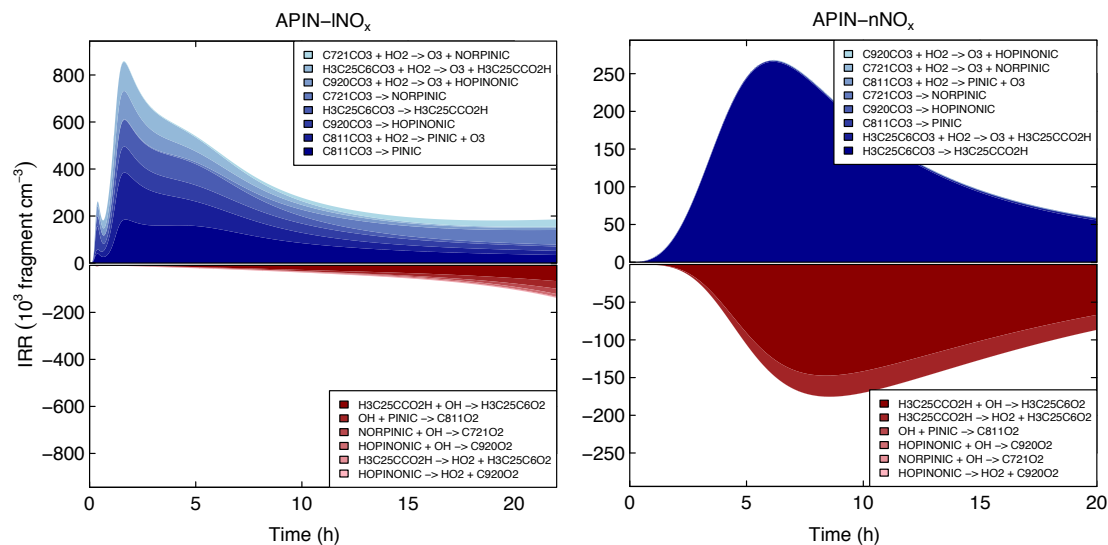 APIN−lNOx
800
600
400
200
0
−200
−400
−600
−800
IRR (10³ fragment cm−³)
C721CO3 + HO2 −> O3 + NORPINIC
H3C25C6CO3 + HO2 −> O3 + H3C25CCO2H
C920CO3 + HO2 −> O3 + HOPINONIC
C721CO3 −> NORPINIC
H3C25C6CO3 −> H3C25CCO2H
C920CO3 −> HOPINONIC
C811CO3 + HO2 −> PINIC + O3
C811CO3 −> PINIC
H3C25CCO2H + OH −> H3C25C6O2
OH + PINIC −> C811O2
NORPINIC + OH −> C721O2
HOPINONIC + OH −> C920O2
H3C25CCO2H −> HO2 + H3C25C6O2
HOPINONIC −> HO2 + C920O2
0 5 10 15 20
Time (h)
APIN−nNOx
250
200
150
100
50
0
−50
−100
−150
−200
−250
C920CO3 + HO2 −> O3 + HOPINONIC
C721CO3 + HO2 −> O3 + NORPINIC
C811CO3 + HO2 −> PINIC + O3
C721CO3 −> NORPINIC
C920CO3 −> HOPINONIC
C811CO3 −> PINIC
H3C25C6CO3 + HO2 −> O3 + H3C25CCO2H
H3C25C6CO3 −> H3C25CCO2H
H3C25CCO2H + OH −> H3C25C6O2
H3C25CCO2H −> HO2 + H3C25C6O2
OH + PINIC −> C811O2
HOPINONIC + OH −> C920O2
NORPINIC + OH −> C721O2
HOPINONIC −> HO2 + C920O2
0 5 10 15 20
Time (h)